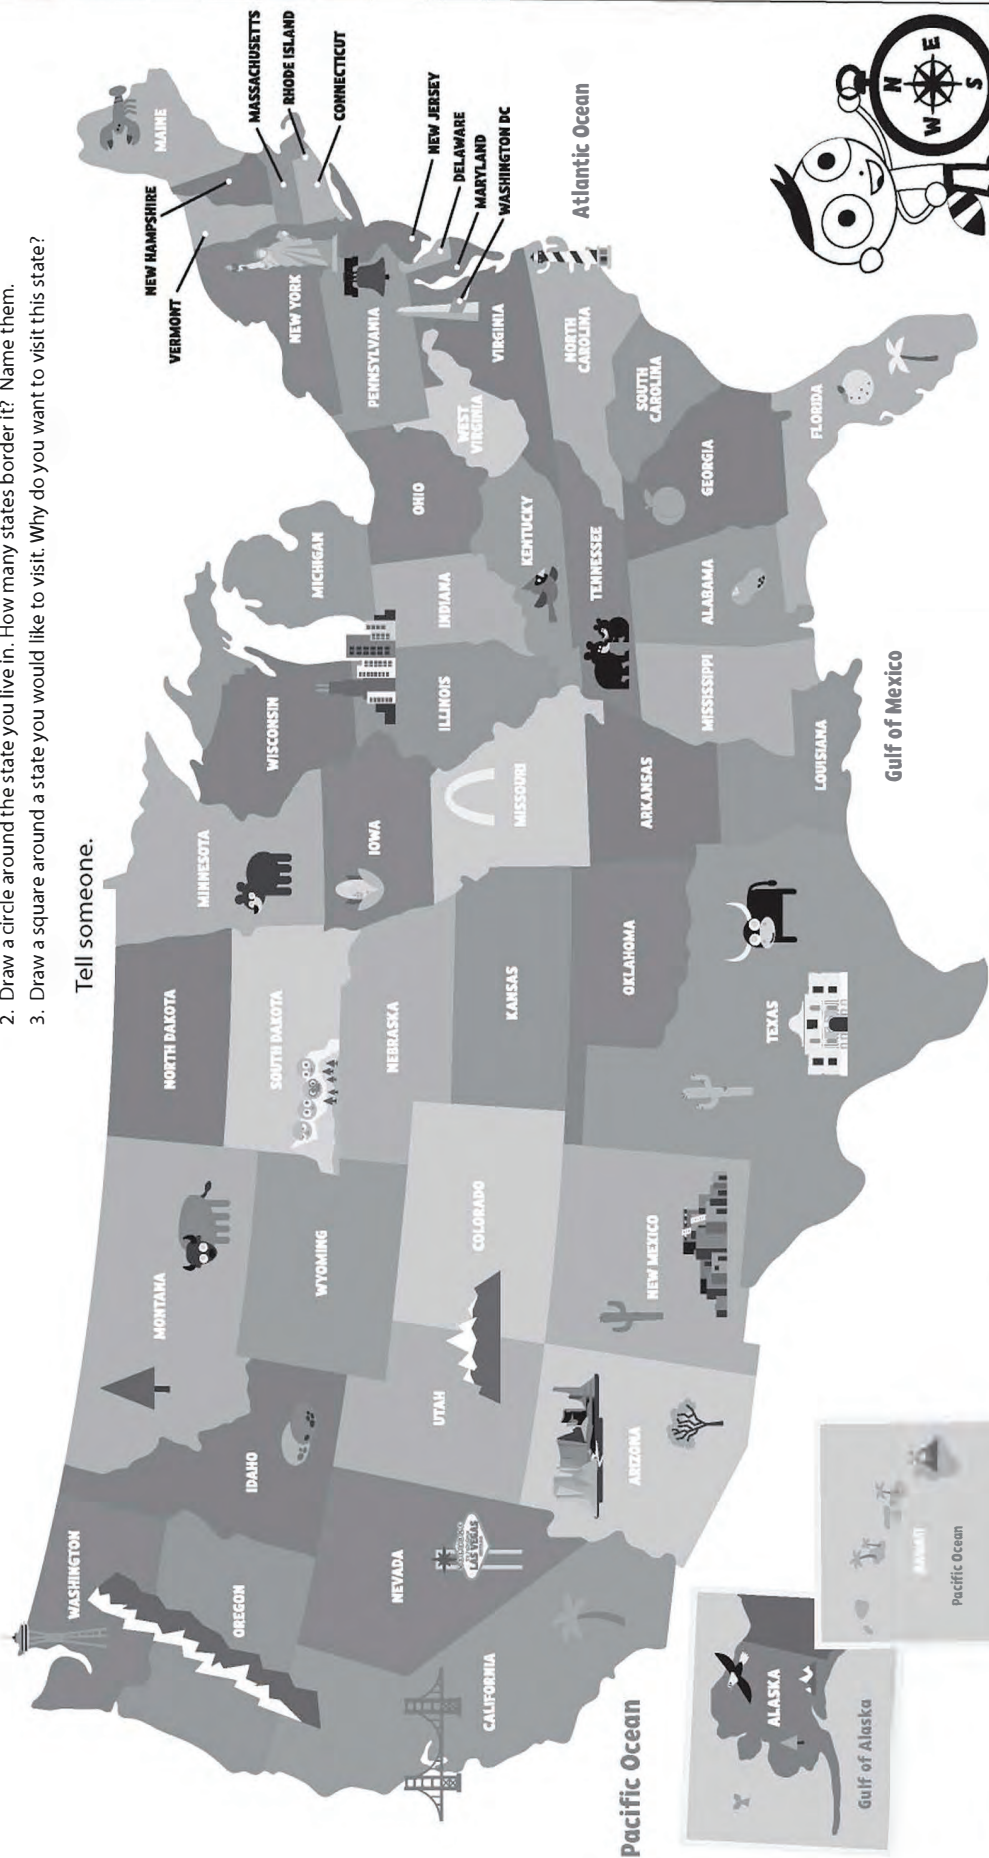 2. Draw a circle around the state you live in. How many states border it? Name them.
3. Draw a square around a state you would like to visit. Why do you want to visit this state?
Tell someone.
WASHINGTON
OREGON
CALIFORNIA
NEVADA
LAS VEGAS
IDAHO
MONTANA
WYOMING
UTAH
COLORADO
ARIZONA
NEW MEXICO
NORTH DAKOTA
SOUTH DAKOTA
NEBRASKA
KANSAS
OKLAHOMA
TEXAS
MINNESOTA
IOWA
MISSOURI
ARKANSAS
LOUISIANA
WISCONSIN
ILLINOIS
MICHIGAN
INDIANA
OHIO
KENTUCKY
TENNESSEE
MISSISSIPPI
ALABAMA
GEORGIA
FLORIDA
SOUTH
CAROLINA
NORTH
CAROLINA
VIRGINIA
WEST
VIRGINIA
PENNSYLVANIA
NEW YORK
VERMONT
NEW HAMPSHIRE
MAINE
MASSACHUSETTS
RHODE ISLAND
CONNECTICUT
NEW JERSEY
DELAWARE
MARYLAND
WASHINGTON DC
Atlantic Ocean
Gulf of Mexico
Pacific Ocean
ALASKA
Gulf of Alaska
HAWAII
Pacific Ocean
N
W
E
S